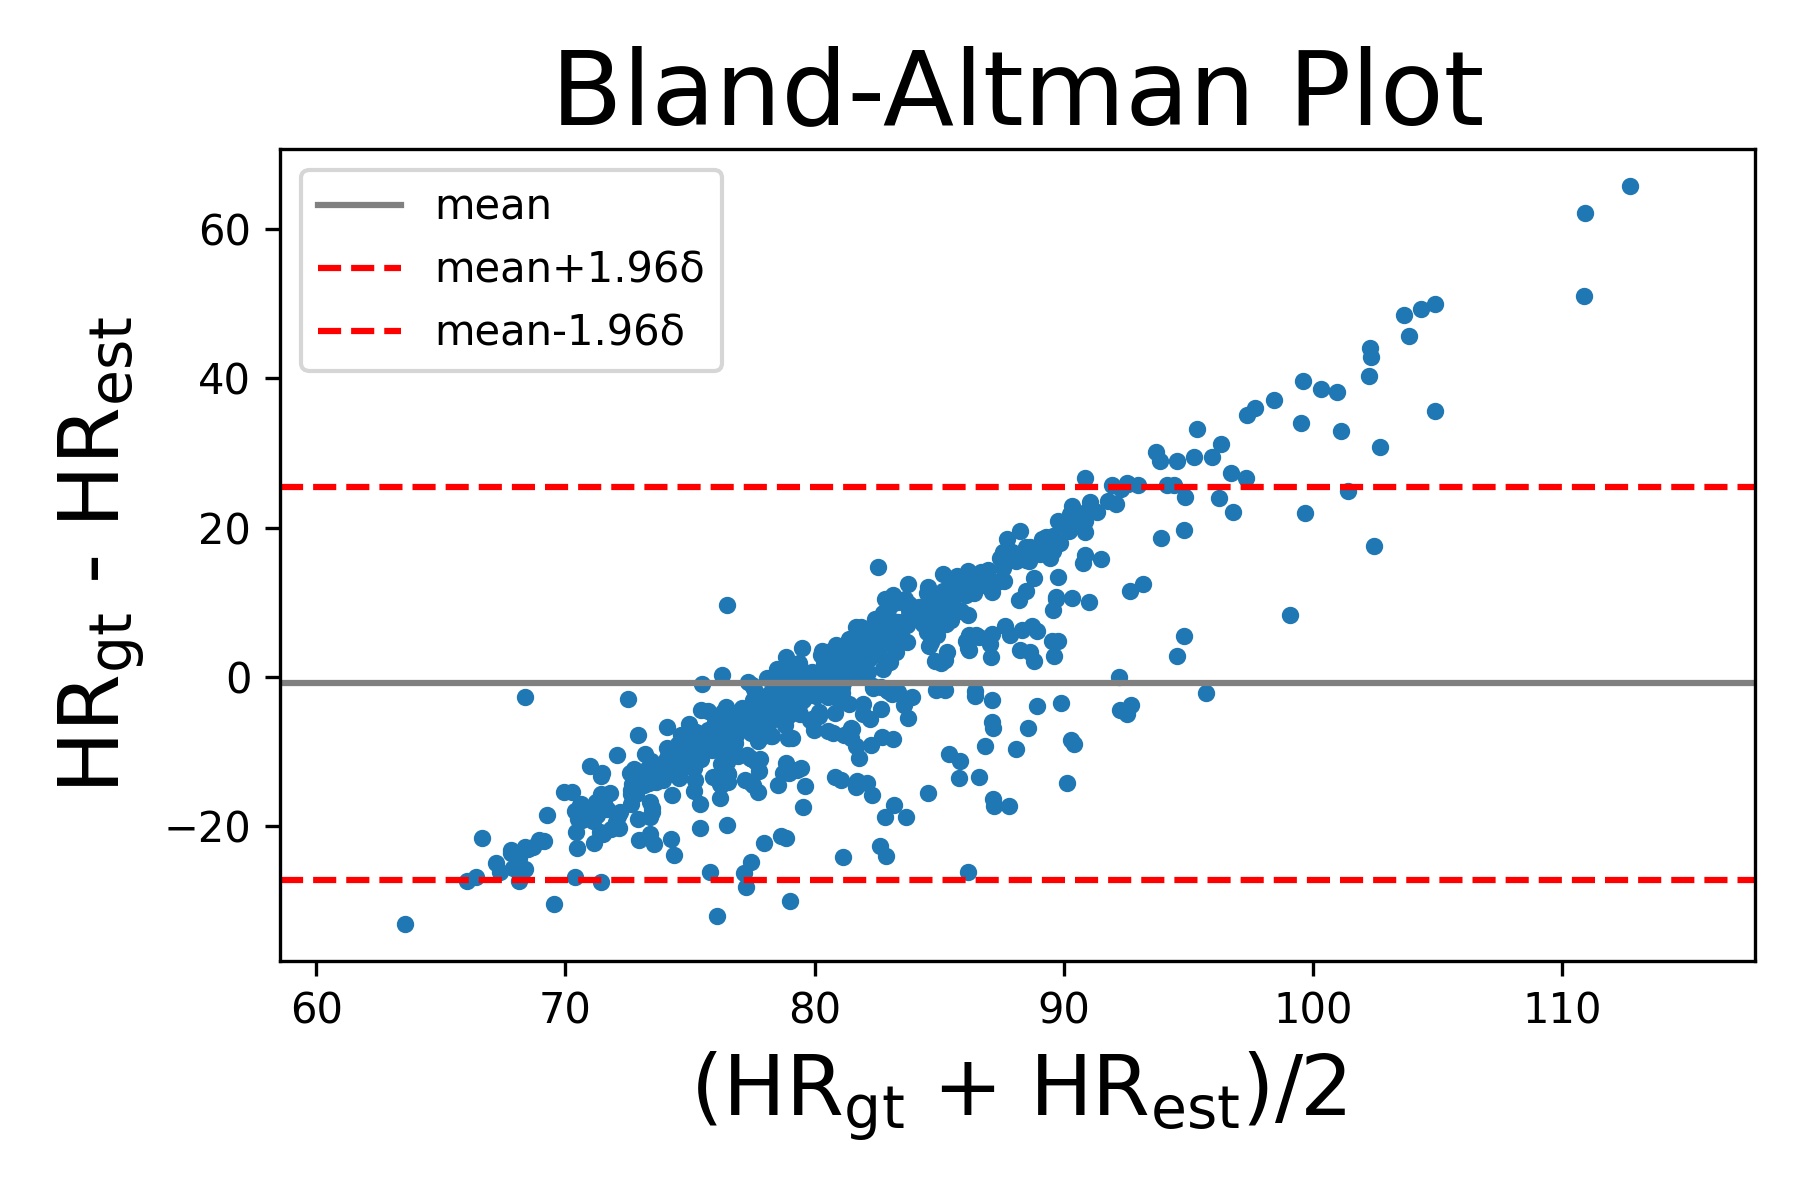 Bland-Altman Plot
mean
mean+1.96δ
mean-1.96δ
60
40
20
0
−20
HRgt - HRest
60 70 80 90 100 110
(HRgt + HRest)/2